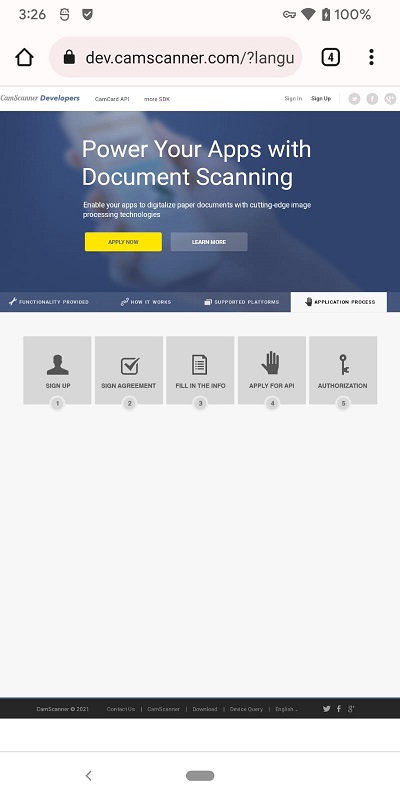 3:26 100%
dev.camscanner.com/?langu 4
CamScanner Developers CamCard API more SDK Sign In Sign Up
Power Your Apps with
Document Scanning
Enable your apps to digitalize paper documents with cutting-edge image
processing technologies
APPLY NOW LEARN MORE
FUNCTIONALITY PROVIDED HOW IT WORKS SUPPORTED PLATFORMS APPLICATION PROCESS
SIGN UP SIGN AGREEMENT FILL IN THE INFO APPLY FOR API AUTHORIZATION
1 2 3 4 5
CamScanner © 2021 Contact Us | CamScanner | Download | Device Query | English